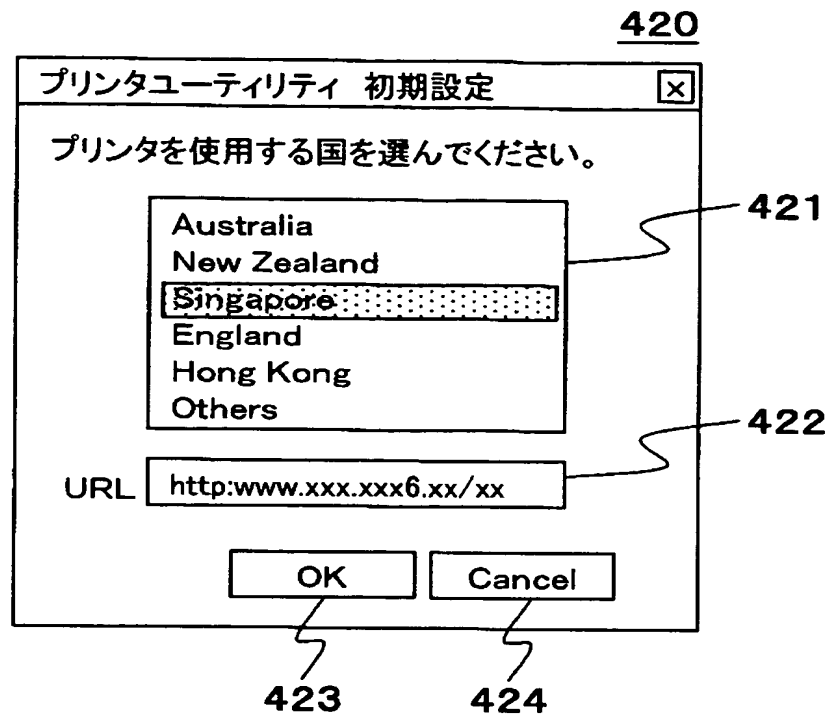 420
プリンタユーティリティ 初期設定 ×
プリンタを使用する国を選んでください。
Australia
421
New Zealand
Singapore
England
Hong Kong
Others
422
URL http:www.xxx.xxx6.xx/xx
OK Cancel
423 424